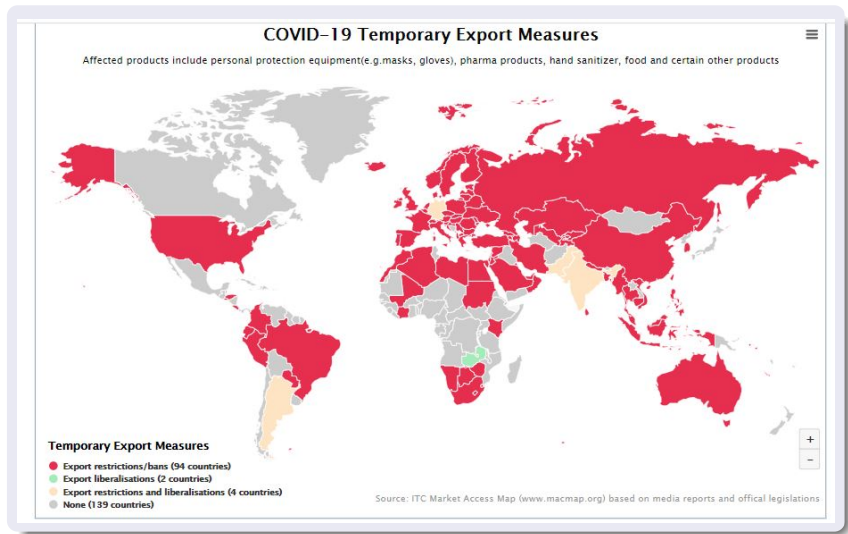 COVID-19 Temporary Export Measures
Affected products include personal protection equipment(e.g.masks, gloves), pharma products, hand sanitizer, food and certain other products
Temporary Export Measures
Export restrictions/bans (94 countries)
Export liberalisations (2 countries)
Export restrictions and liberalisations (4 countries)
None (139 countries)
+
−
Source: ITC Market Access Map (www.macmap.org) based on media reports and offical legislations